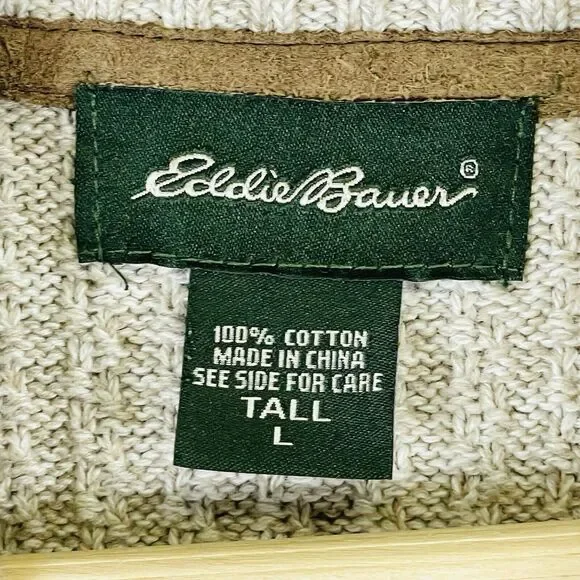 Eddie Bauer®
100% COTTON
MADE IN CHINA
SEE SIDE FOR CARE
TALL
L